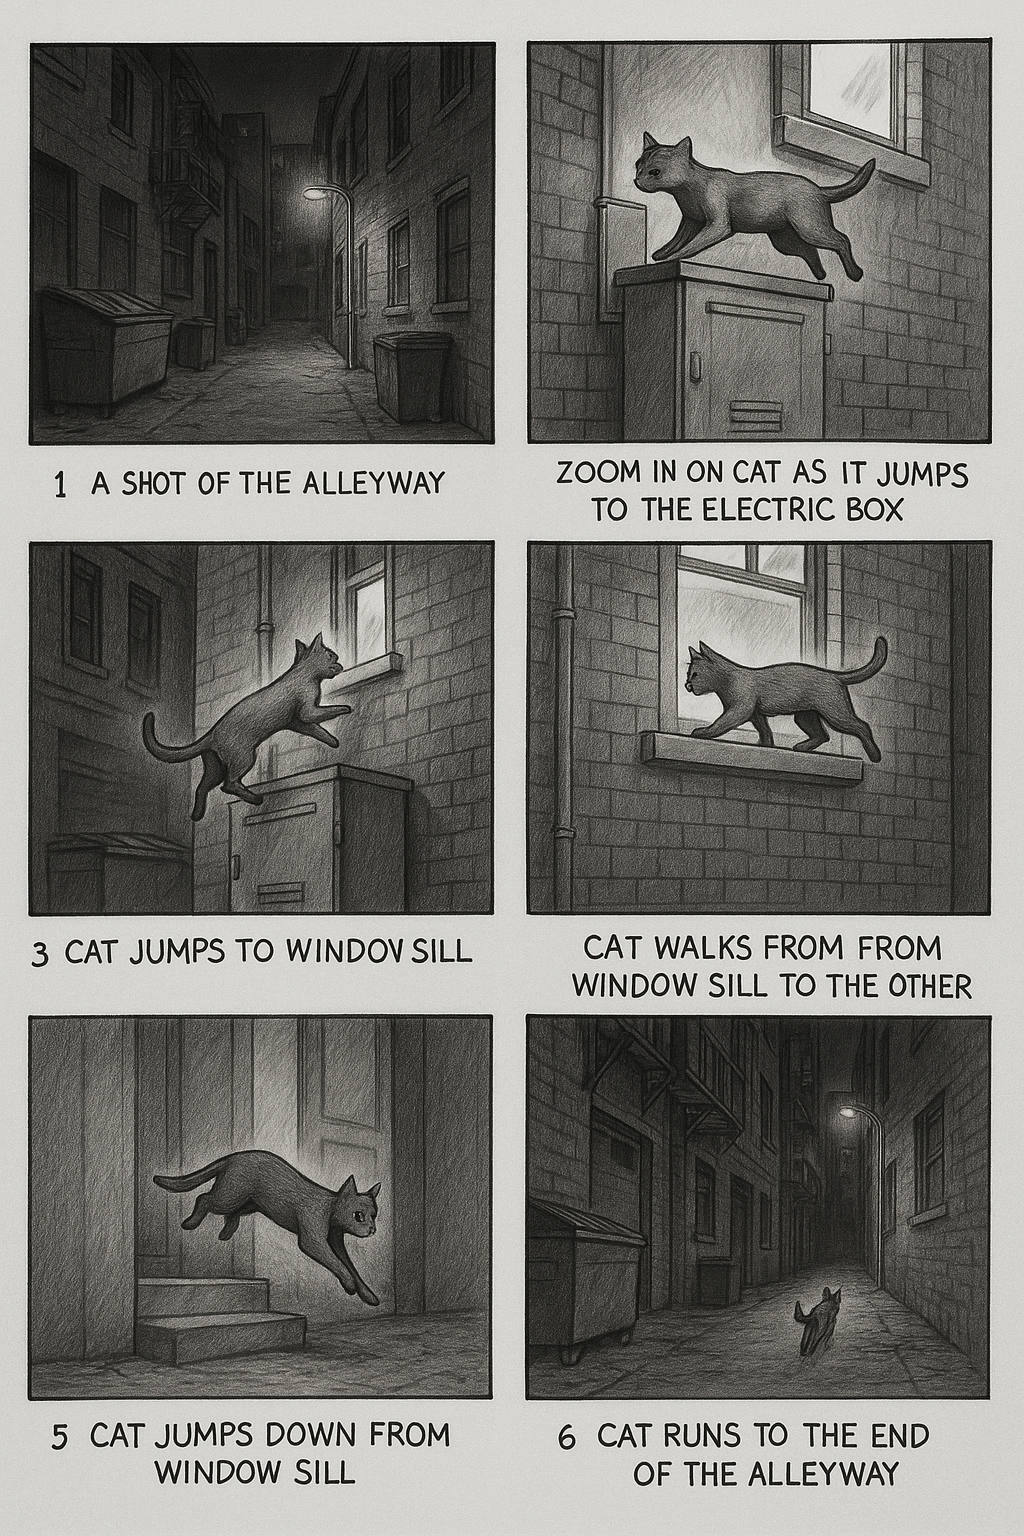 1 A SHOT OF THE ALLEYWAY
ZOOM IN ON CAT AS IT JUMPS
TO THE ELECTRIC BOX
3 CAT JUMPS TO WINDOV SILL
CAT WALKS FROM FROM
WINDOW SILL TO THE OTHER
5 CAT JUMPS DOWN FROM
WINDOW SILL
6 CAT RUNS TO THE END
OF THE ALLEYWAY